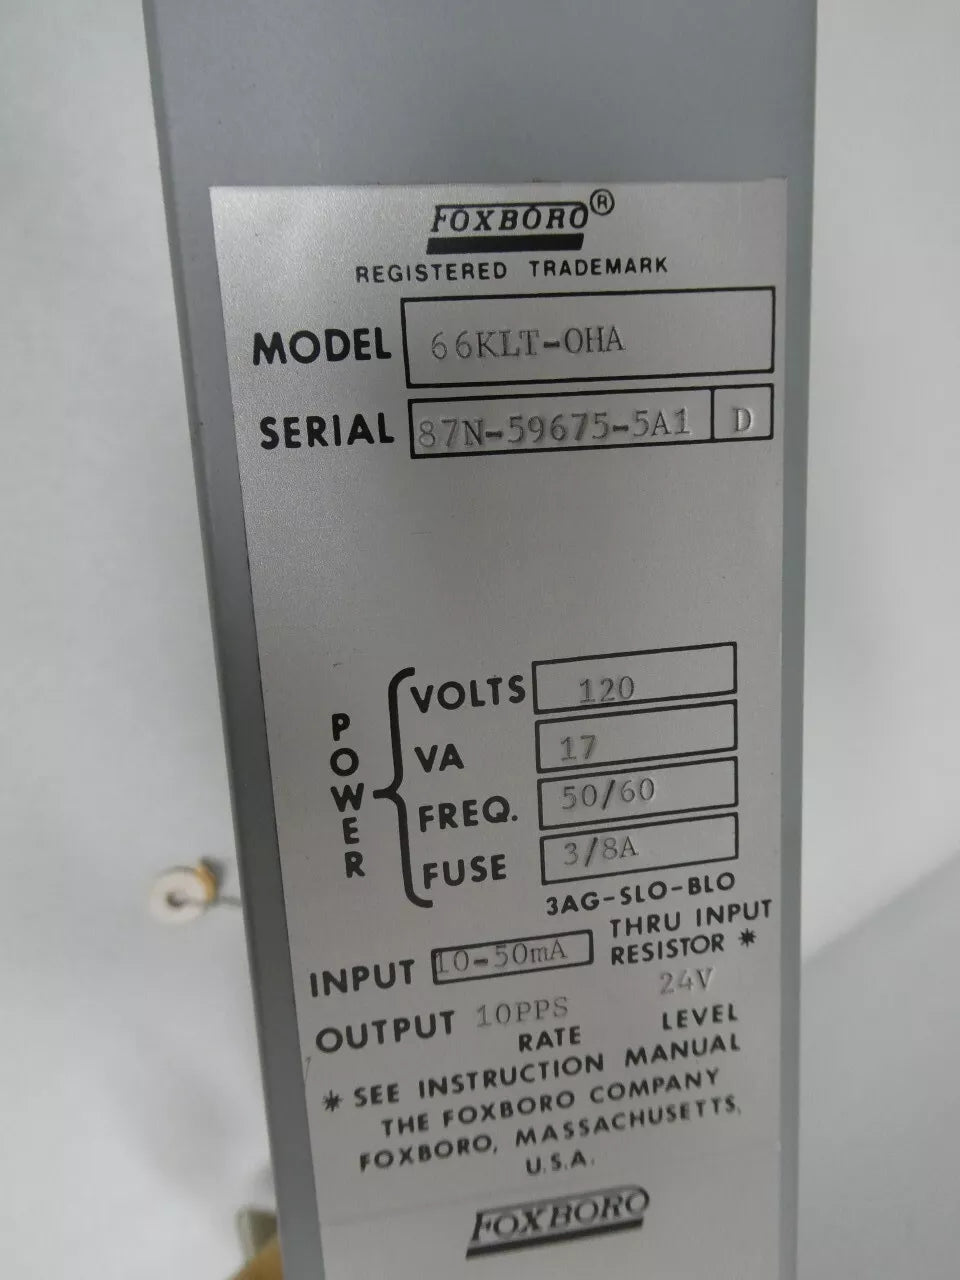 FOXBORO®
REGISTERED TRADEMARK
MODEL 66KLT-OHA
SERIAL 87N-59675-5A1 D
POWER
VOLTS 120
VA 17
FREQ. 50/60
FUSE 3/8A
3AG-SLO-BLO
INPUT 10-50mA THRU INPUT RESISTOR *
OUTPUT 10PPS 24V
RATE LEVEL
* SEE INSTRUCTION MANUAL
THE FOXBORO COMPANY
FOXBORO, MASSACHUSETTS,
U.S.A.
FOXBORO